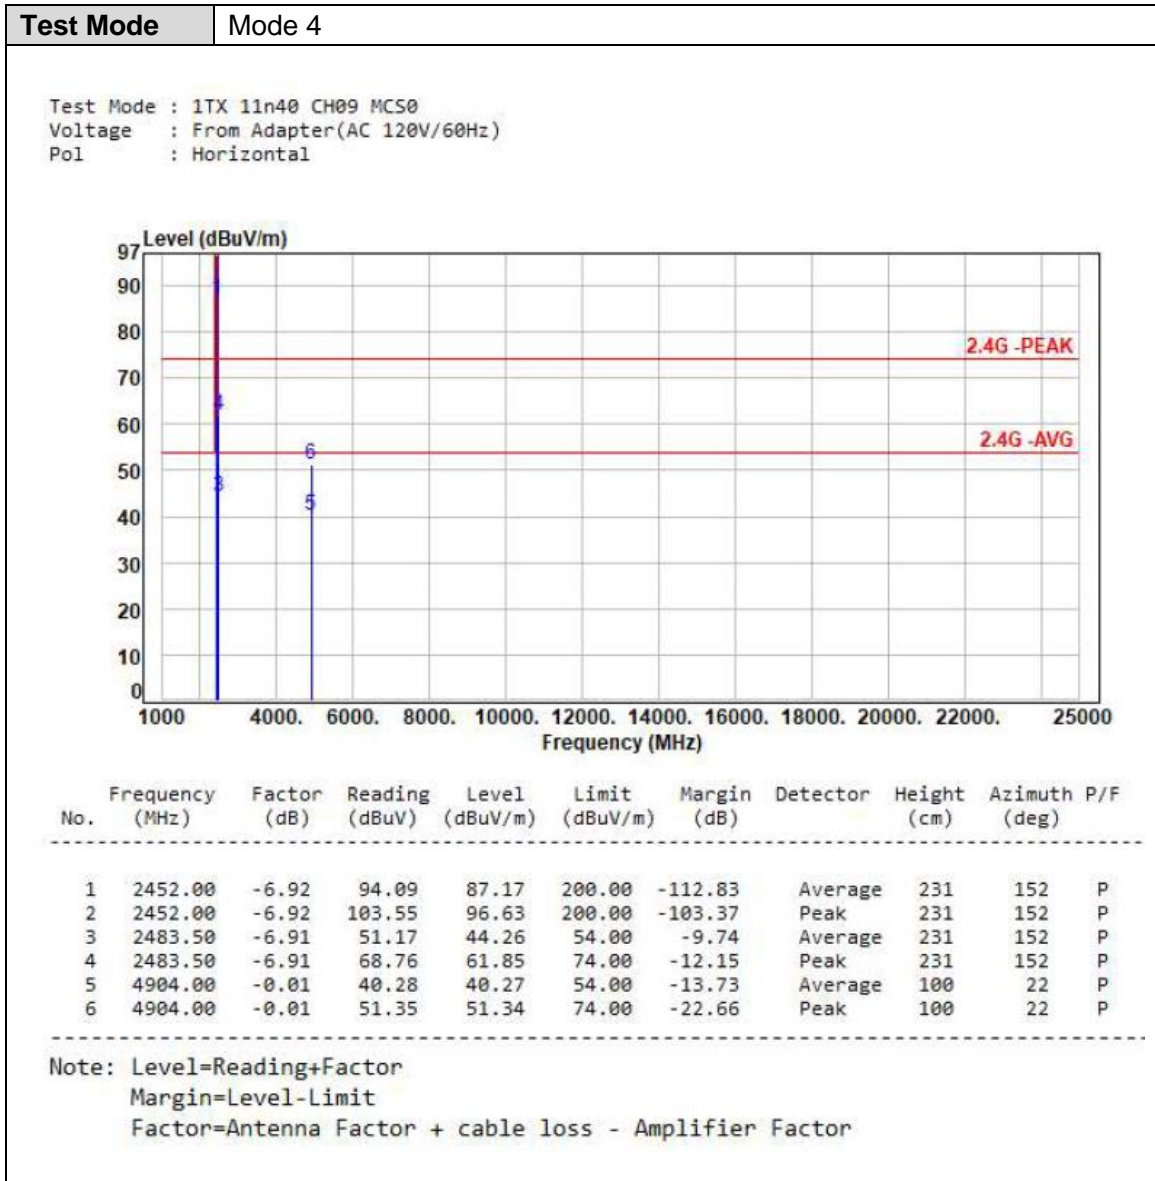 Test Mode Mode 4
Test Mode : 1TX 11n40 CH09 MCS0
Voltage : From Adapter(AC 120V/60Hz)
Pol : Horizontal
Level (dBuV/m)
97
90
80
2.4G -PEAK
70
4
60
2.4G -AVG
6
50
3
5
40
30
20
10
0
1000 4000. 6000. 8000. 10000. 12000. 14000. 16000. 18000. 20000. 22000. 25000
Frequency (MHz)
Frequency Factor Reading Level Limit Margin Detector Height Azimuth P/F
No. (MHz) (dB) (dBuV) (dBuV/m) (dBuV/m) (dB) (cm) (deg)
1 2452.00 -6.92 94.09 87.17 200.00 -112.83 Average 231 152 P
2 2452.00 -6.92 103.55 96.63 200.00 -103.37 Peak 231 152 P
3 2483.50 -6.91 51.17 44.26 54.00 -9.74 Average 231 152 P
4 2483.50 -6.91 68.76 61.85 74.00 -12.15 Peak 231 152 P
5 4904.00 -0.01 40.28 40.27 54.00 -13.73 Average 100 22 P
6 4904.00 -0.01 51.35 51.34 74.00 -22.66 Peak 100 22 P
Note: Level=Reading+Factor
Margin=Level-Limit
Factor=Antenna Factor + cable loss - Amplifier Factor